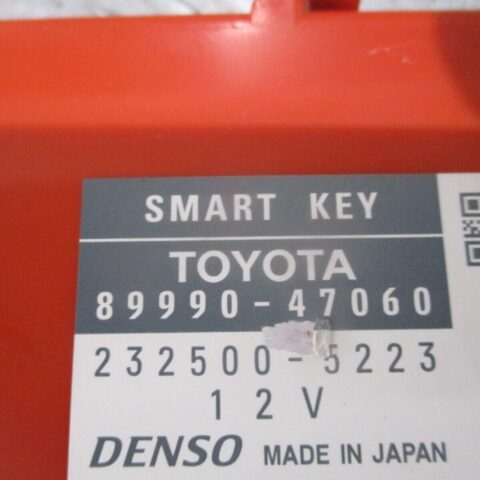 SMART KEY
TOYOTA
89990-47060
232500-5223
12V
DENSO MADE IN JAPAN